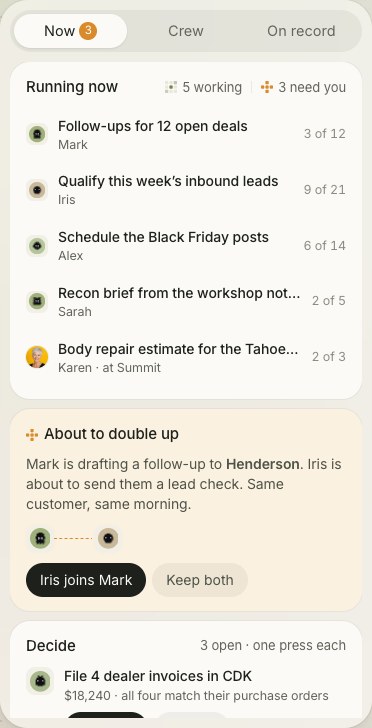 Now 3 Crew On record
Running now 5 working 3 need you
Follow-ups for 12 open deals 3 of 12
Mark
Qualify this week’s inbound leads 9 of 21
Iris
Schedule the Black Friday posts 6 of 14
Alex
Recon brief from the workshop not... 2 of 5
Sarah
Body repair estimate for the Tahoe... 2 of 3
Karen · at Summit
About to double up
Mark is drafting a follow-up to Henderson. Iris is
about to send them a lead check. Same
customer, same morning.
Iris joins Mark Keep both
Decide 3 open · one press each
File 4 dealer invoices in CDK
$18,240 · all four match their purchase orders